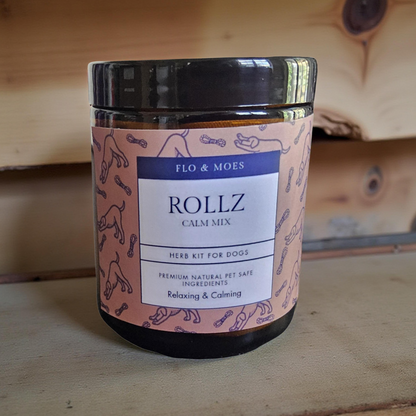 FLO & MOES
ROLLZ
CALM MIX
HERB KIT FOR DOGS
PREMIUM NATURAL PET SAFE
INGREDIENTS
Relaxing & Calming